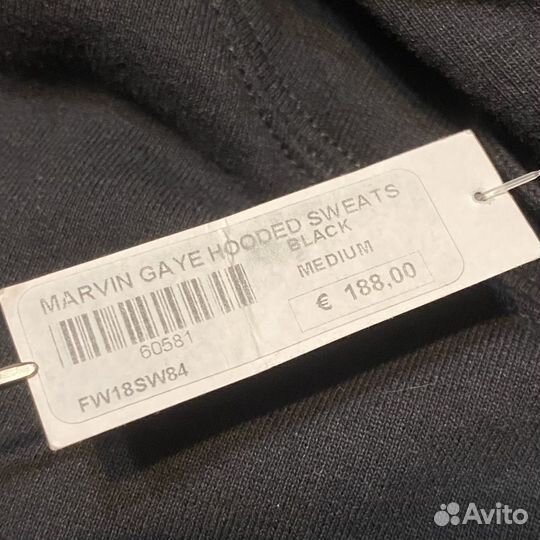 MARVIN GAYE HOODED SWEATS
BLACK
MEDIUM
€ 188,00
60581
FW18SW84
Avito